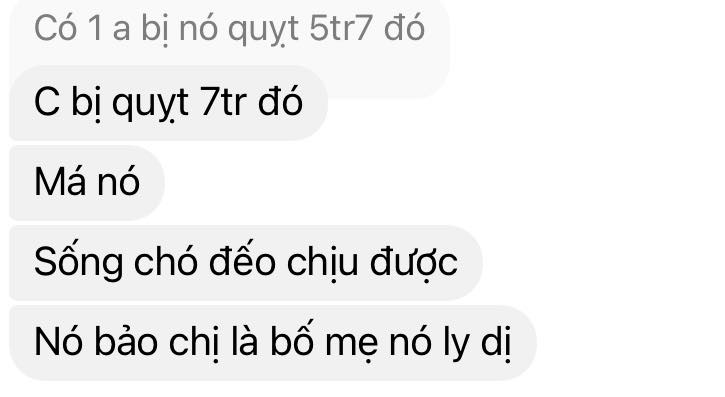 Có 1 a bị nó quỵt 5tr7 đó
C bị quỵt 7tr đó
Má nó
Sống chó đếo chịu được
Nó bảo chị là bố mẹ nó ly dị